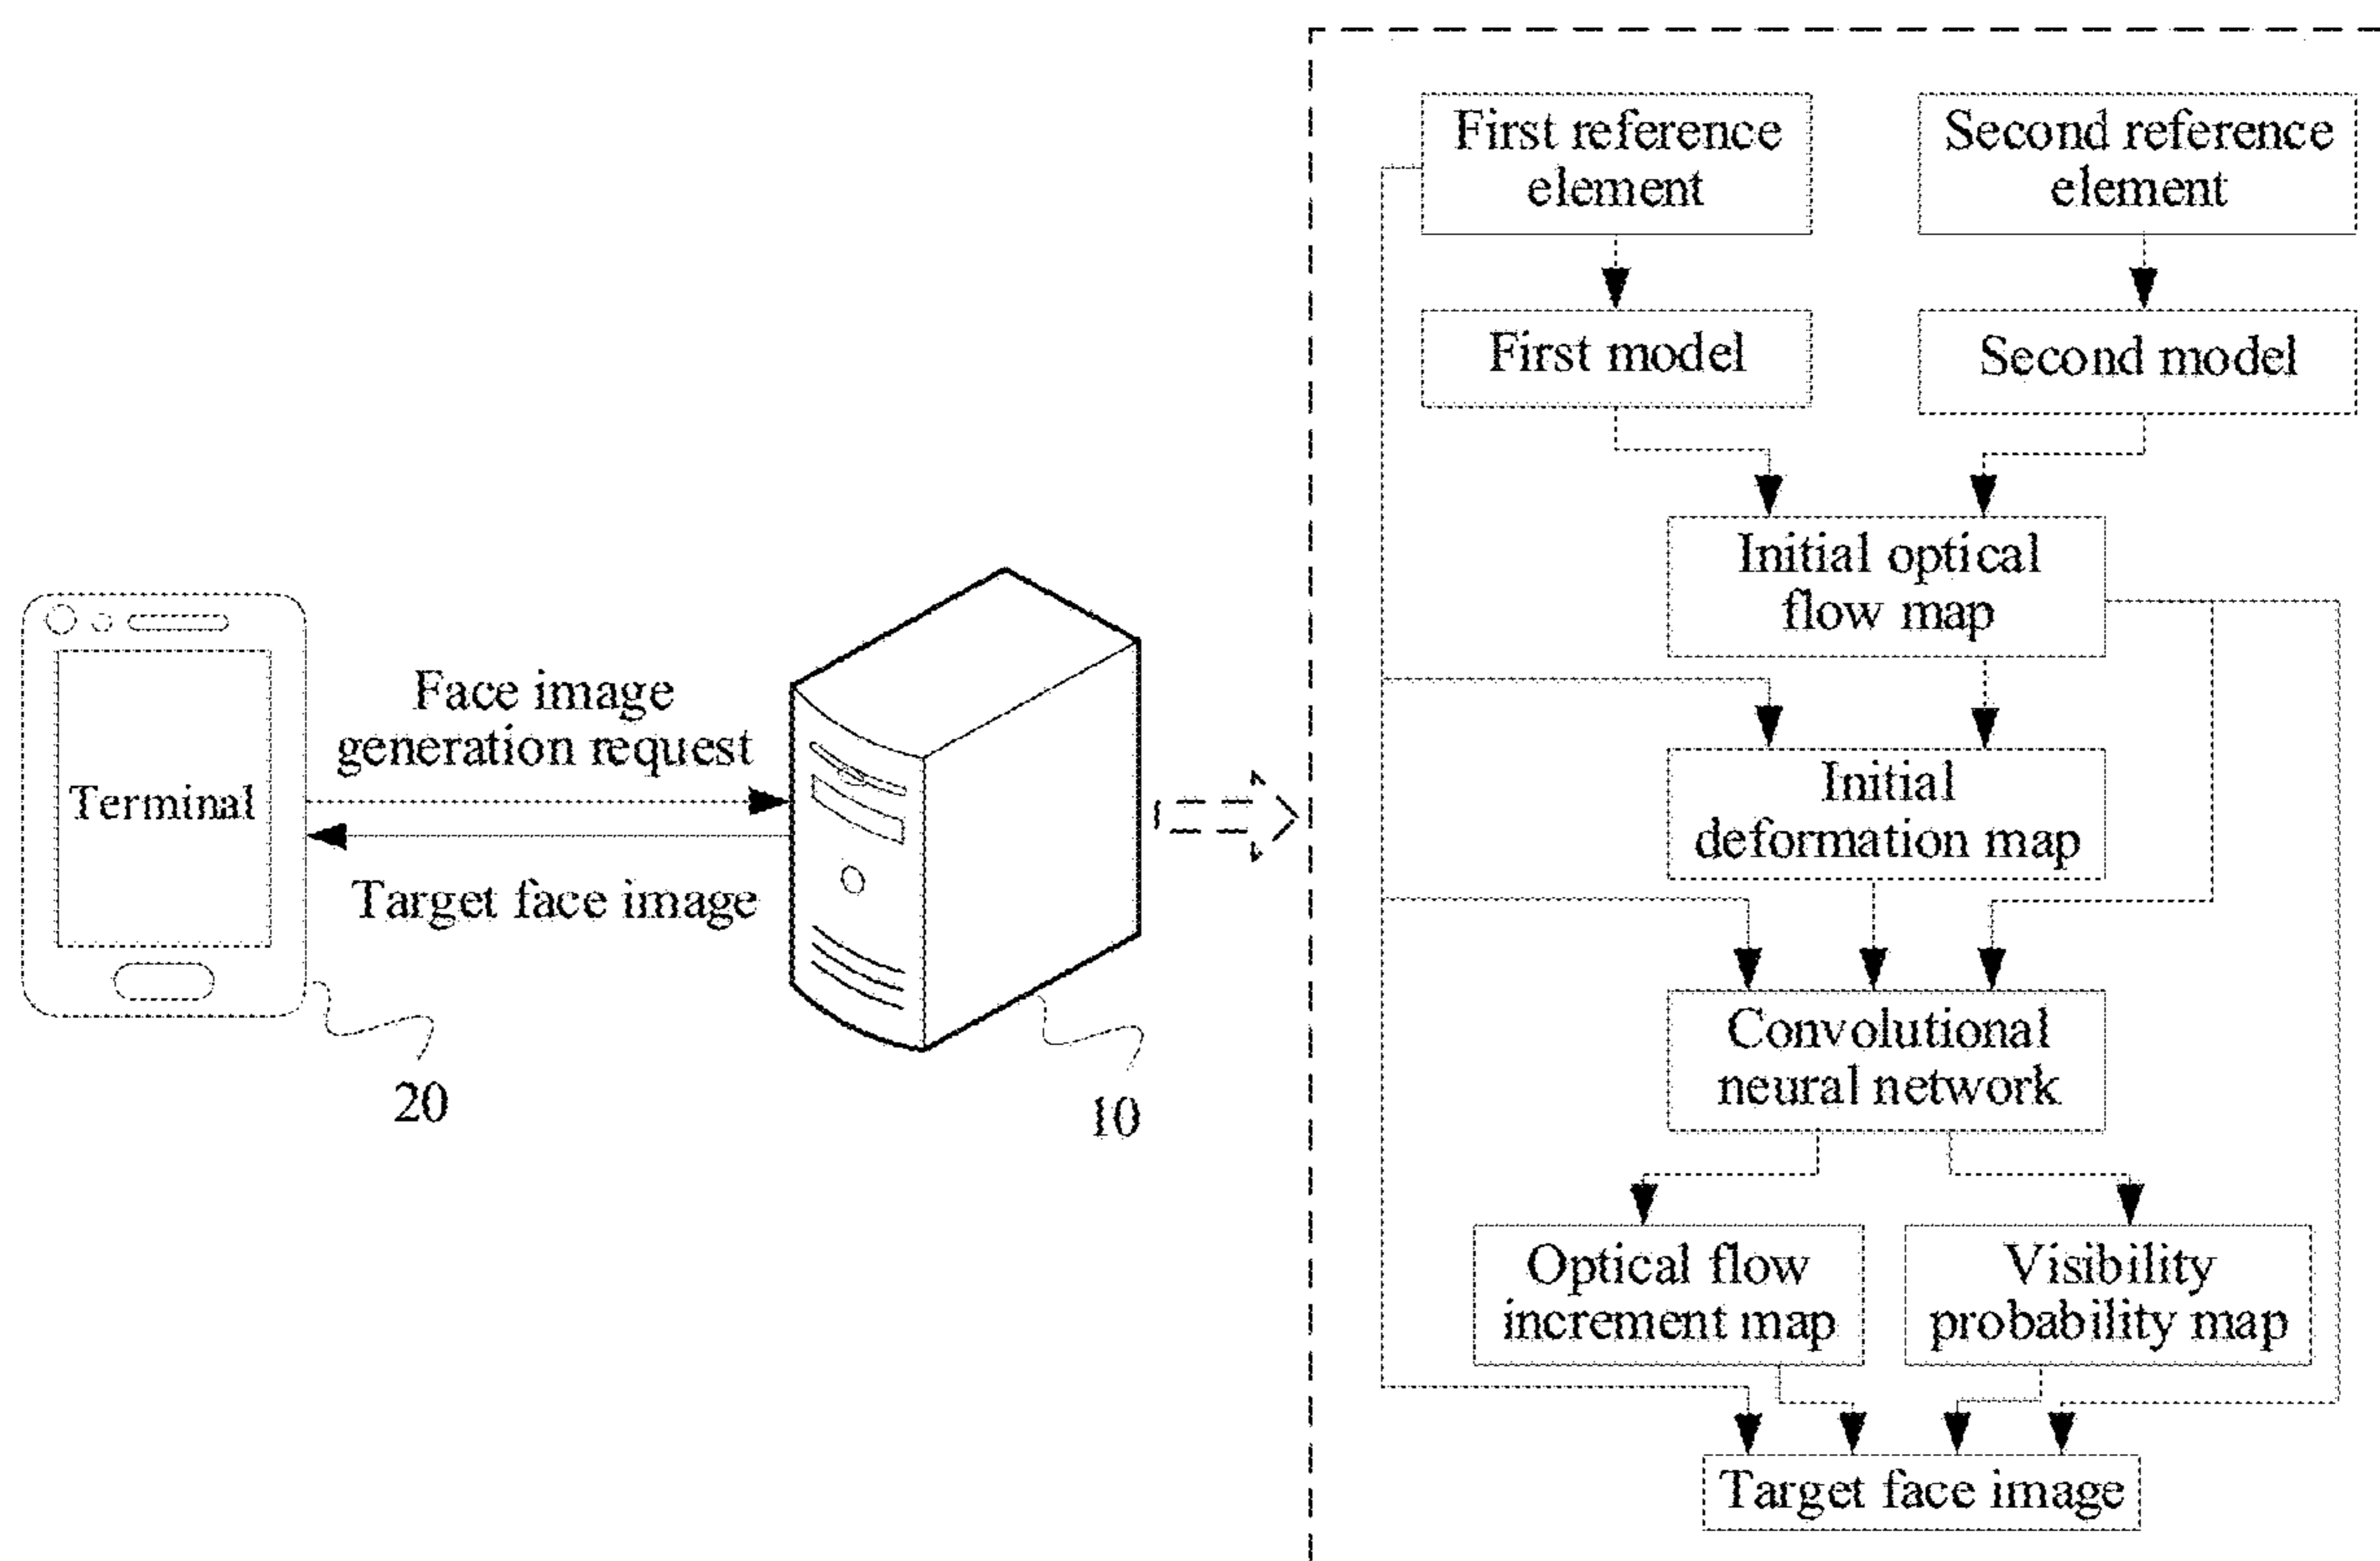 Terminal
Face image
generation request
Target face image
20
10
First reference
element
Second reference
element
First model
Second model
Initial optical
flow map
Initial
deformation map
Convolutional
neural network
Optical flow
increment map
Visibility
probability map
Target face image